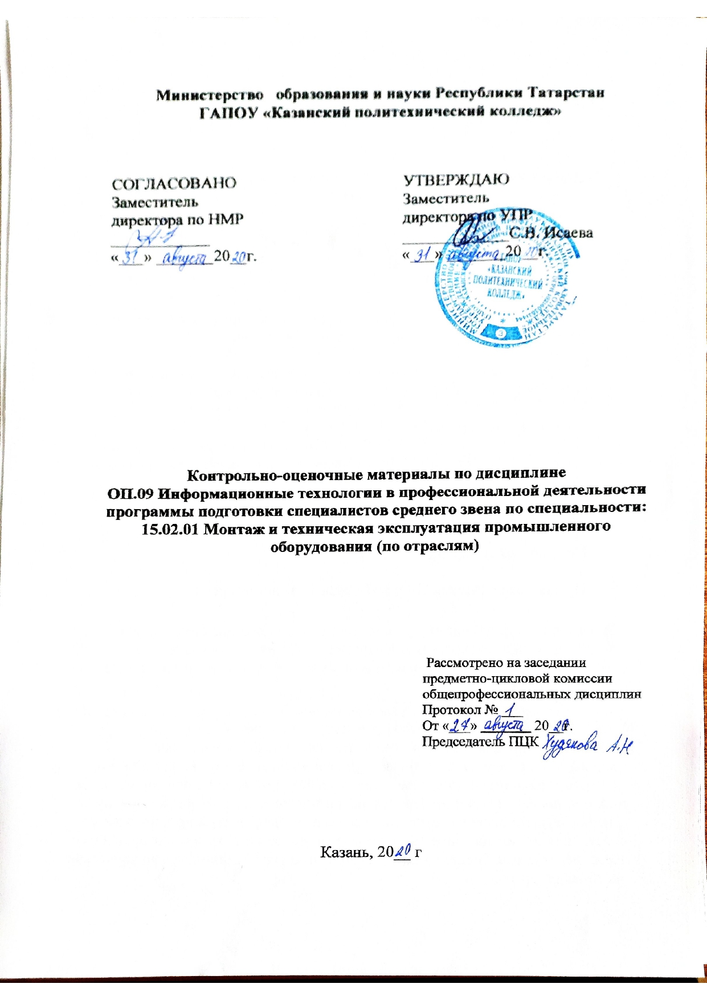 Министерство образования и науки Республики Татарстан
ГАПОУ «Казанский политехнический колледж»
СОГЛАСОВАНО
Заместитель
директора по НМР
«31» августа 2020г.
УТВЕРЖДАЮ
Заместитель
директора по УПР
С.В. Исаева
«31» августа 2020 г.
«КАЗАНСКИЙ
ПОЛИТЕХНИЧЕСКИЙ
КОЛЛЕДЖ»
3
Контрольно-оценочные материалы по дисциплине
ОП.09 Информационные технологии в профессиональной деятельности
программы подготовки специалистов среднего звена по специальности:
15.02.01 Монтаж и техническая эксплуатация промышленного
оборудования (по отраслям)
Рассмотрено на заседании
предметно-цикловой комиссии
общепрофессиональных дисциплин
Протокол № 1
От «27» августа 2020г.
Председатель ПЦК Худякова А.Н
Казань, 2020 г